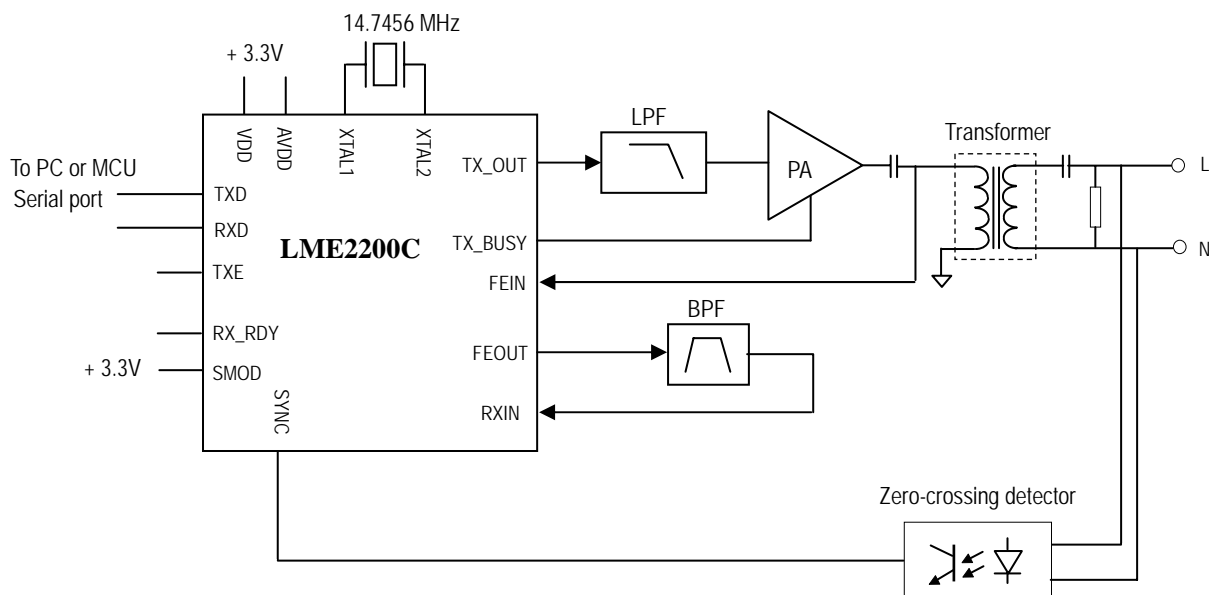 14.7456 MHz
+ 3.3V
VDD
AVDD
XTAL1
XTAL2
LPF
Transformer
To PC or MCU
Serial port
TX_OUT
PA
L
TXD
RXD
LME2200C
TX_BUSY
N
TXE
FEIN
BPF
RX_RDY
FEOUT
+ 3.3V
SMOD
SYNC
RXIN
Zero-crossing detector